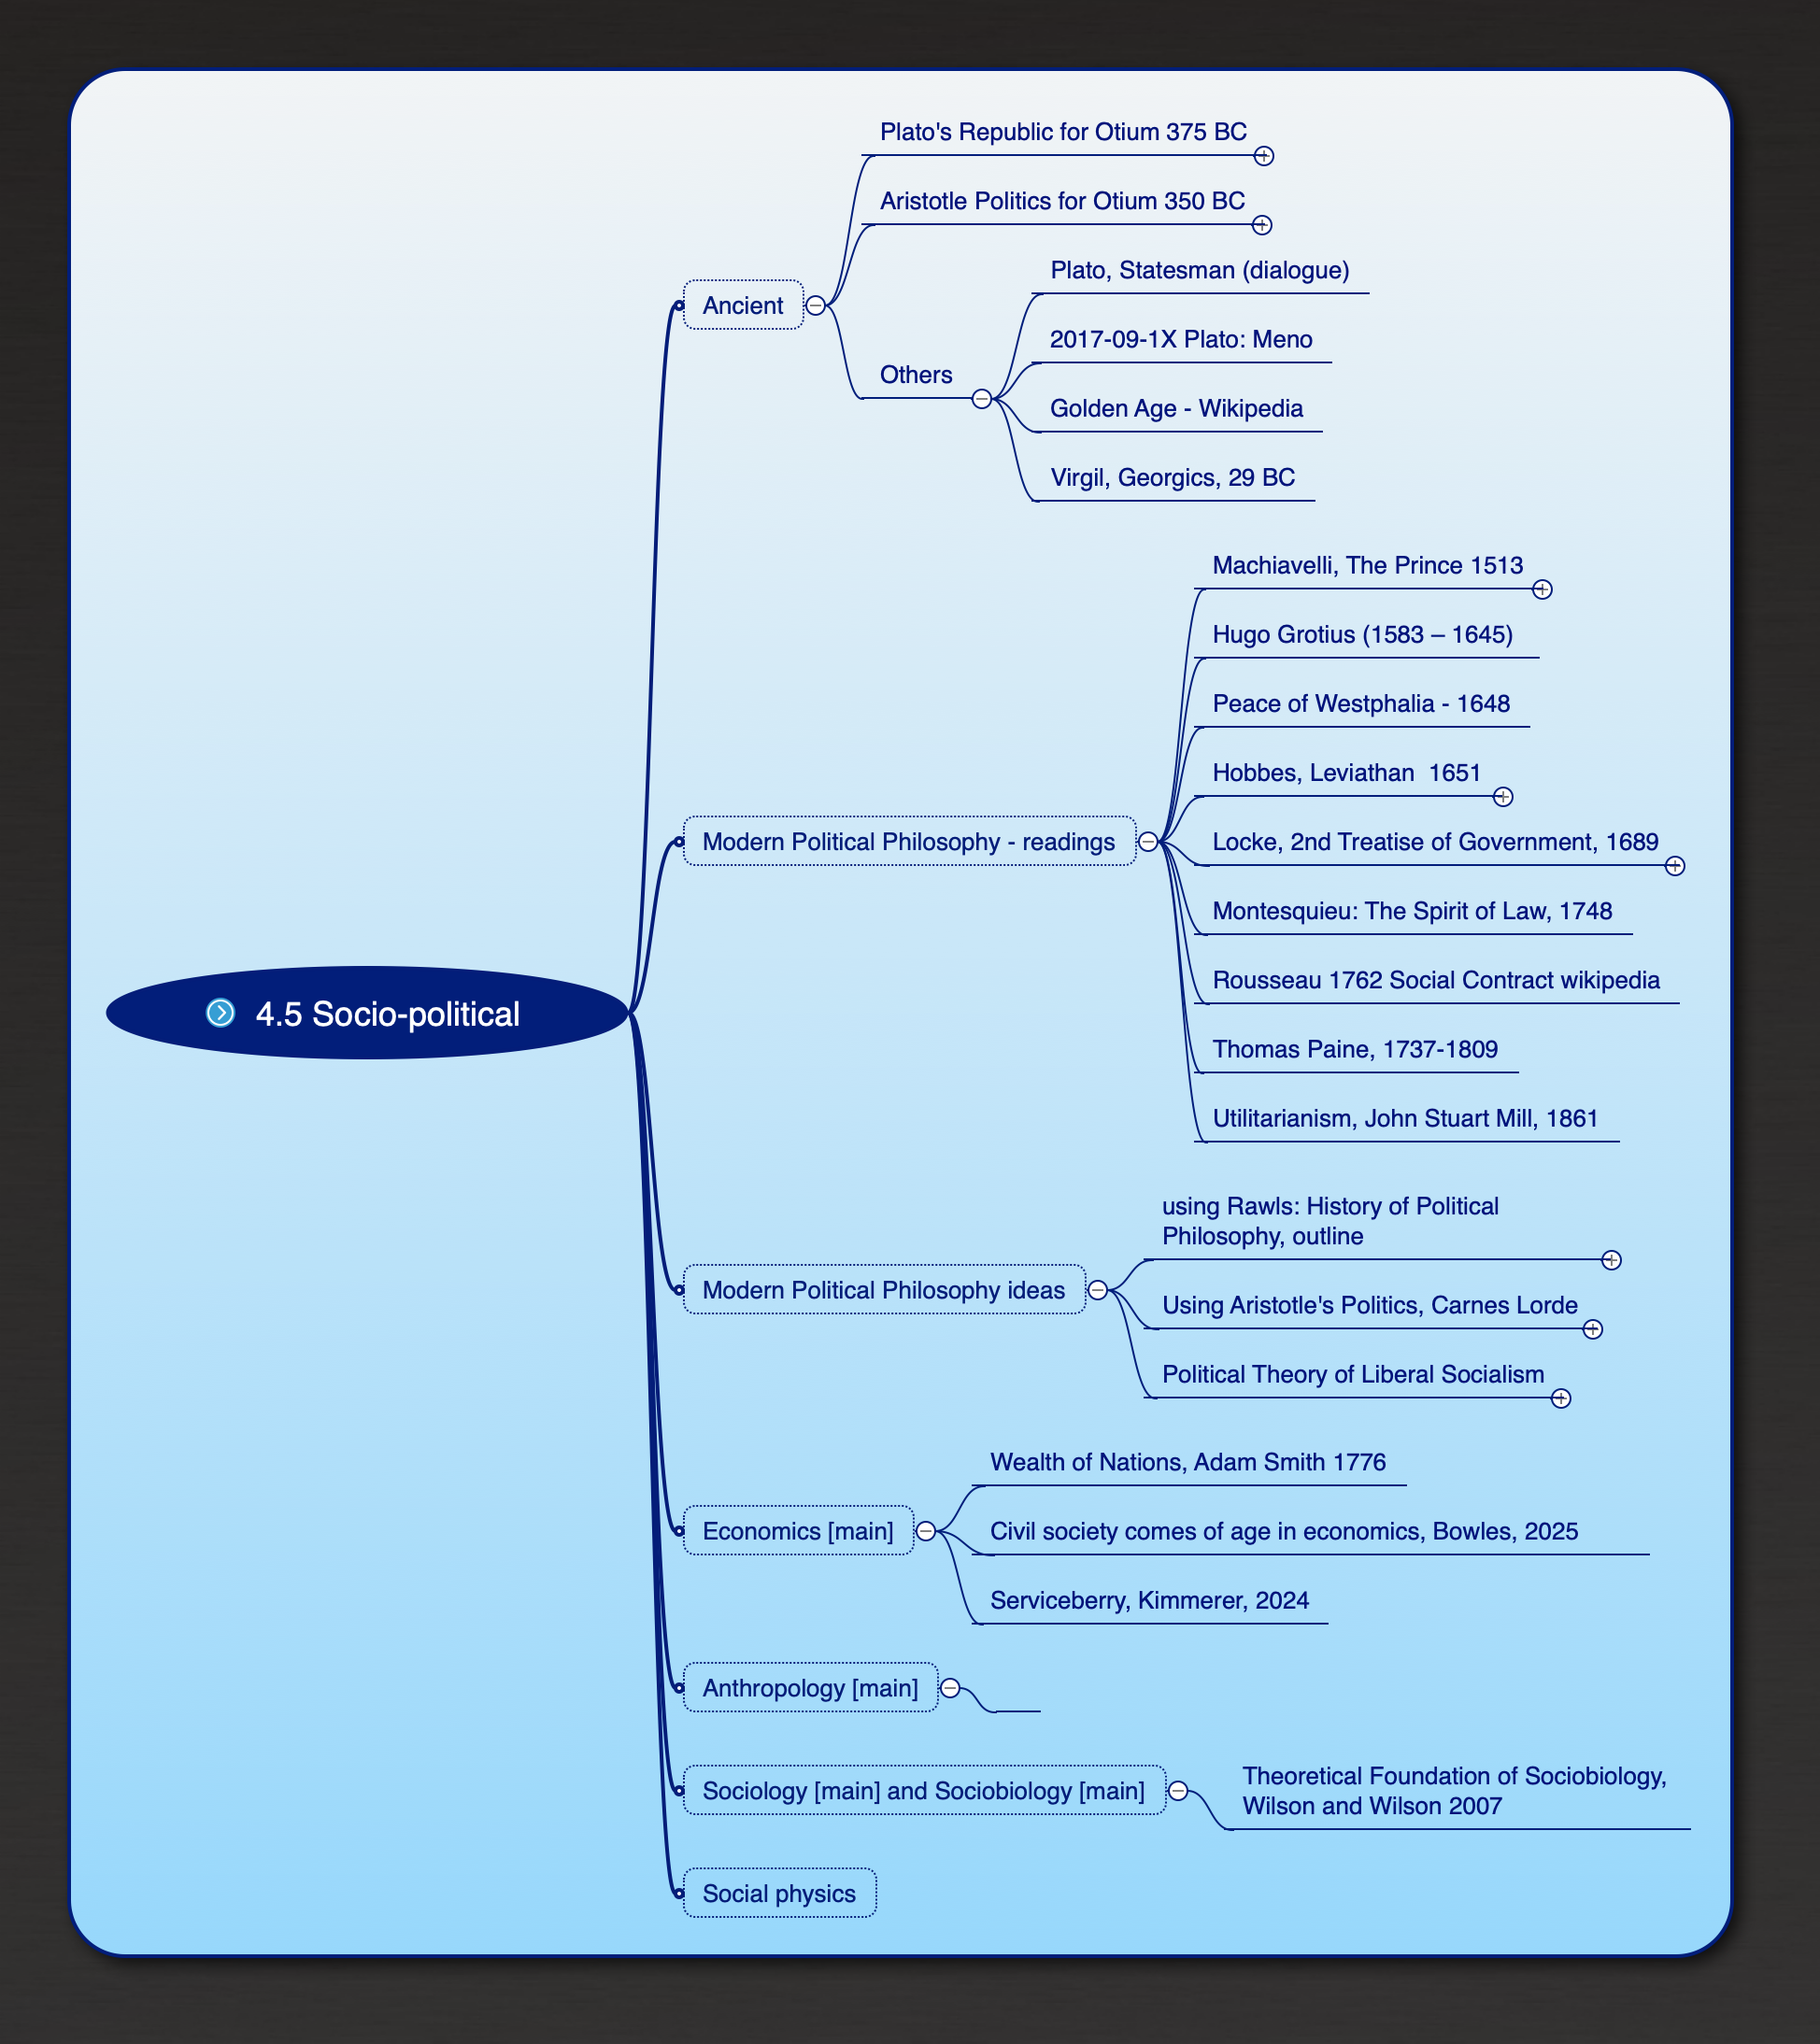 Plato's Republic for Otium 375 BC
Aristotle Politics for Otium 350 BC
Ancient
Others
Plato, Statesman (dialogue)
2017-09-1X Plato: Meno
Golden Age - Wikipedia
Virgil, Georgics, 29 BC
Machiavelli, The Prince 1513
Hugo Grotius (1583 – 1645)
Peace of Westphalia - 1648
Hobbes, Leviathan  1651
Modern Political Philosophy - readings
Locke, 2nd Treatise of Government, 1689
Montesquieu: The Spirit of Law, 1748
Rousseau 1762 Social Contract wikipedia
4.5 Socio-political
Thomas Paine, 1737-1809
Utilitarianism, John Stuart Mill, 1861
using Rawls: History of Political
Philosophy, outline
Modern Political Philosophy ideas
Using Aristotle's Politics, Carnes Lorde
Political Theory of Liberal Socialism
Wealth of Nations, Adam Smith 1776
Economics [main]
Civil society comes of age in economics, Bowles, 2025
Serviceberry, Kimmerer, 2024
Anthropology [main]
Sociology [main] and Sociobiology [main]
Theoretical Foundation of Sociobiology,
Wilson and Wilson 2007
Social physics